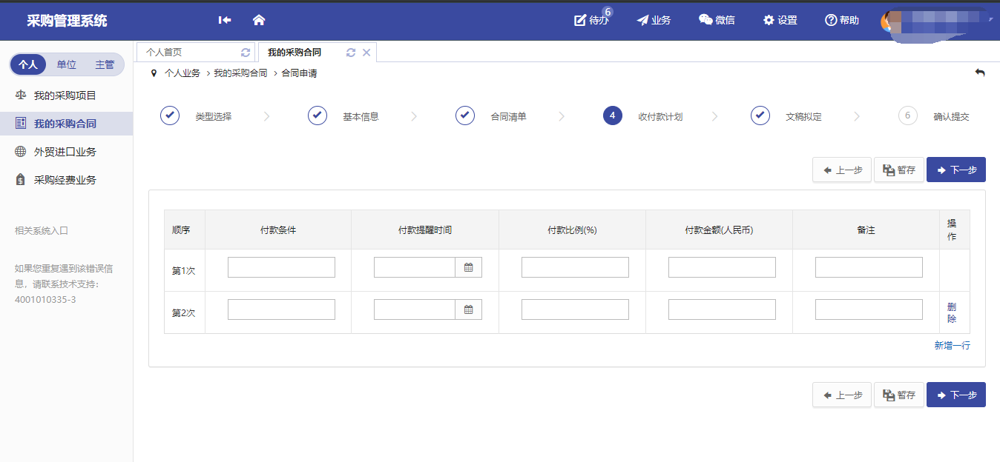 采购管理系统
待办 6 业务 微信 设置 帮助
个人 单位 主管
个人首页 我的采购合同
个人业务 > 我的采购合同 > 合同申请
我的采购项目
我的采购合同
外贸进口业务
采购经费业务
相关系统入口
如果您重复遇到该错误信
息，请联系技术支持：
4001010335-3
类型选择 基本信息 合同清单 4 收付款计划 文稿拟定 6 确认提交
上一步 暂存 下一步
顺序 付款条件 付款提醒时间 付款比例(%) 付款金额(人民币) 备注 操作
第1次
第2次 删除
新增一行
上一步 暂存 下一步